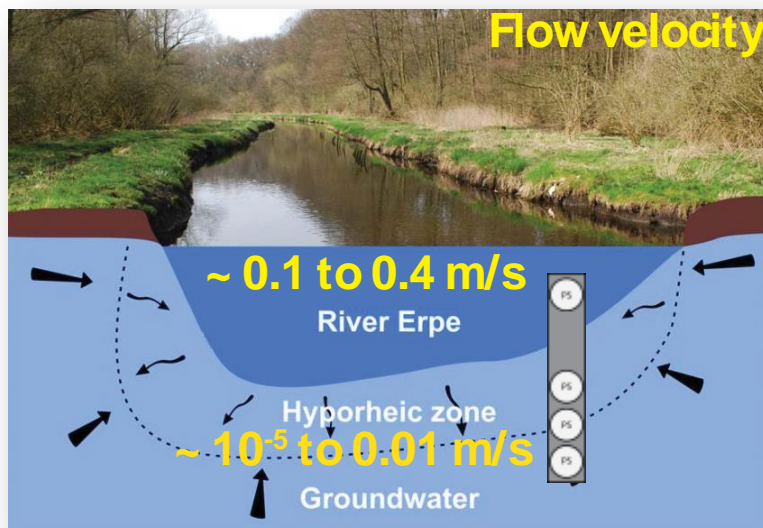 Flow velocity
~ 0.1 to 0.4 m/s
PS
River Erpe
PS
Hyporheic zone
PS
~ 10⁻⁵ to 0.01 m/s
PS
Groundwater